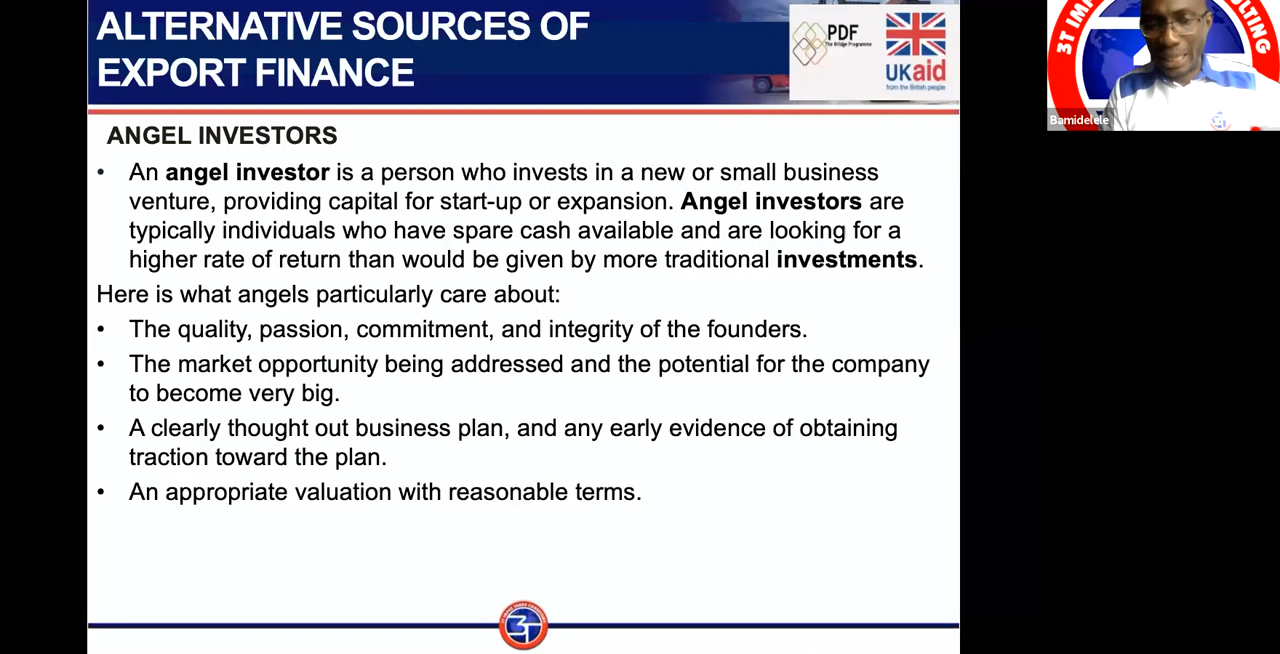 ALTERNATIVE SOURCES OF
EXPORT FINANCE
PDF
The Bridge Programme
UKaid
from the British people
ANGEL INVESTORS
• An angel investor is a person who invests in a new or small business
venture, providing capital for start-up or expansion. Angel investors are
typically individuals who have spare cash available and are looking for a
higher rate of return than would be given by more traditional investments.
Here is what angels particularly care about:
• The quality, passion, commitment, and integrity of the founders.
• The market opportunity being addressed and the potential for the company
to become very big.
• A clearly thought out business plan, and any early evidence of obtaining
traction toward the plan.
• An appropriate valuation with reasonable terms.
3T
3T IMP
ULTING
Bamidelele